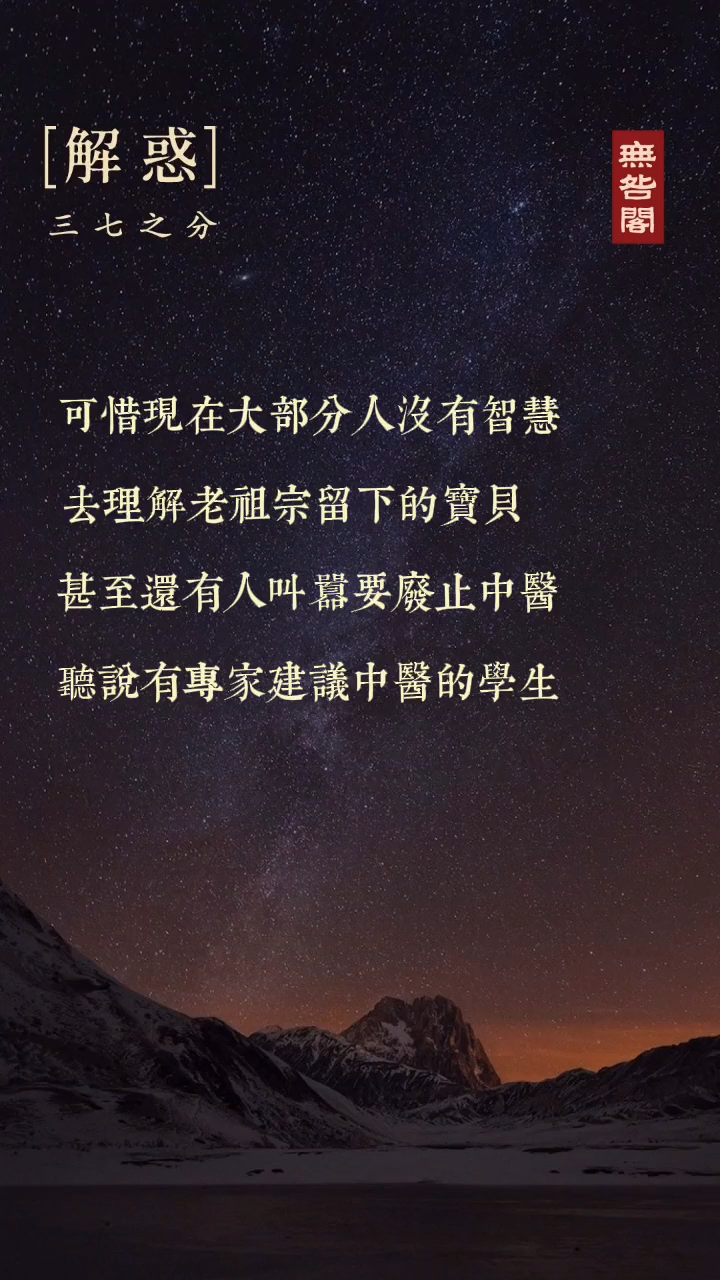 [解惑]
三七之分
無咎閣
可惜現在大部分人沒有智慧
去理解老祖宗留下的寶貝
甚至還有人叫囂要廢止中醫
聽說有專家建議中醫的學生